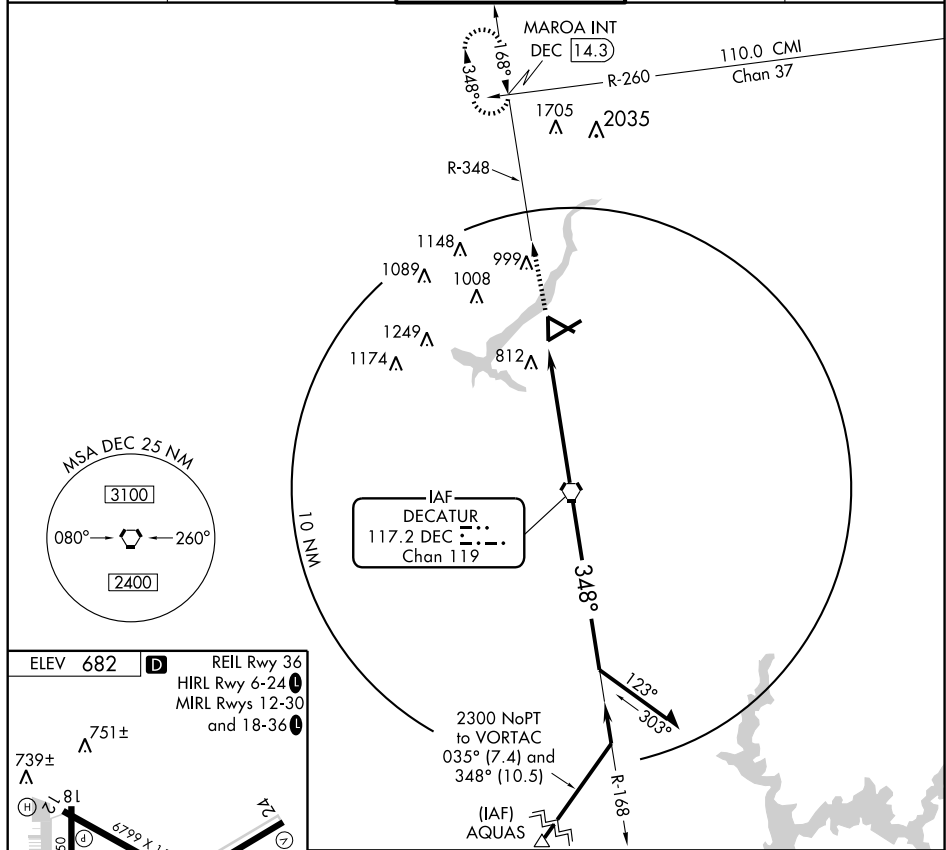 MAROA INT
DEC 14.3
168°
348°
110.0 CMI
R-260
Chan 37
1705
2035
R-348
1148
999
1089
1008
1249
1174
812
MSA DEC 25 NM
3100
080°
260°
2400
IAF
DECATUR
117.2 DEC
Chan 119
10 NM
348°
123°
303°
2300 NoPT
to VORTAC
035° (7.4) and
348° (10.5)
(IAF)
AQUAS
R-168
ELEV 682
D
REIL Rwy 36
HIRL Rwy 6-24 L
MIRL Rwys 12-30
and 18-36 L
751±
739±
H
12
18
P
24